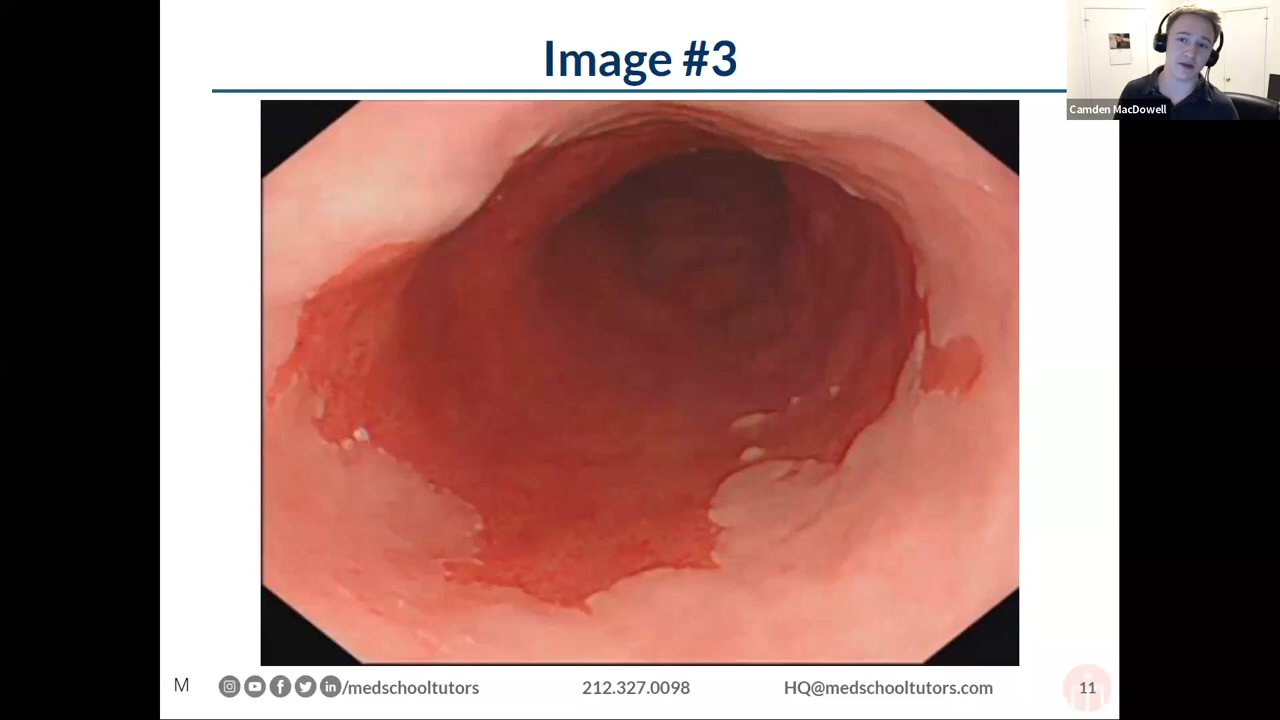 Image #3
Camden MacDowell
M
/medschooltutors
212.327.0098
HQ@medschooltutors.com
11